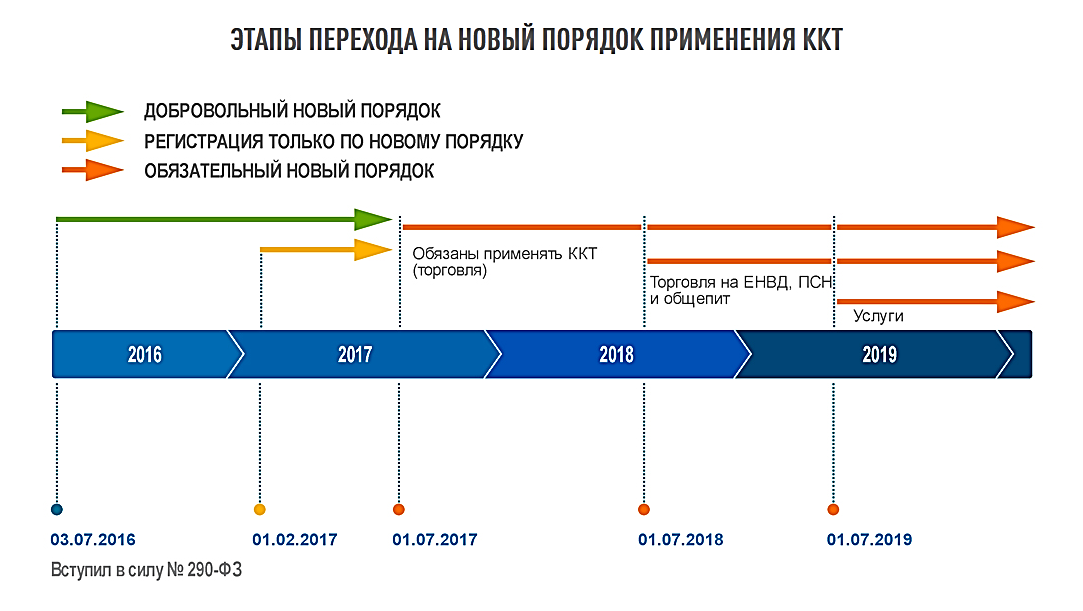 ЭТАПЫ ПЕРЕХОДА НА НОВЫЙ ПОРЯДОК ПРИМЕНЕНИЯ ККТ
ДОБРОВОЛЬНЫЙ НОВЫЙ ПОРЯДОК
РЕГИСТРАЦИЯ ТОЛЬКО ПО НОВОМУ ПОРЯДКУ
ОБЯЗАТЕЛЬНЫЙ НОВЫЙ ПОРЯДОК
Обязаны применять ККТ
(торговля)
Торговля на ЕНВД, ПСН
и общепит
Услуги
2016
2017
2018
2019
03.07.2016
01.02.2017
01.07.2017
01.07.2018
01.07.2019
Вступил в силу № 290-ФЗ